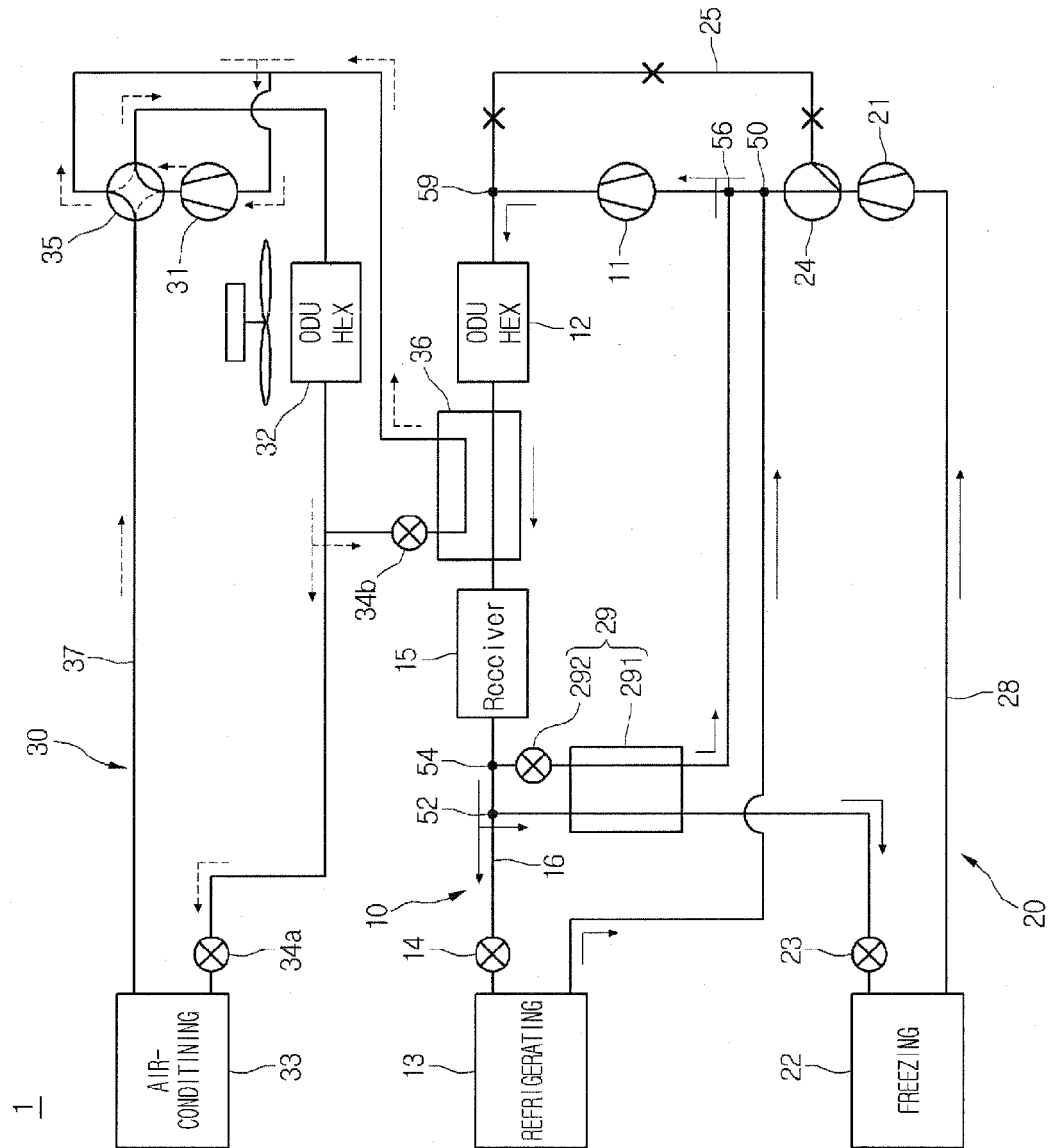 1
30
35
37
31
AIR-
CONDITINING
32
ODU
HEX
33
34a
34b
36
10
15
13
59
Receiver
54
52
14
ODU
HEX
12
16
REFRIGERATING
292
29
291
11
25
56
50
22
23
24
21
FREEZING
20
28